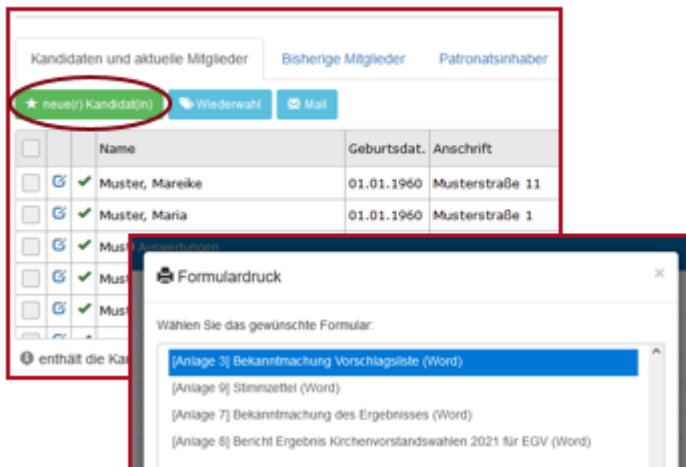 Kandidaten und aktuelle Mitglieder Bisherige Mitglieder Patronatsinhaber
neue(r) Kandidat(in) Wiederwahl Mail
Name Geburtsdat. Anschrift
Muster, Mareike 01.01.1960 Musterstraße 11
Muster, Maria 01.01.1960 Musterstraße 1
Must Auswertungen
Must
Must
enthält die Kan
Formulardruck ×
Wählen Sie das gewünschte Formular:
[Anlage 3] Bekanntmachung Vorschlagsliste (Word)
[Anlage 9] Stimmzettel (Word)
[Anlage 7] Bekanntmachung des Ergebnisses (Word)
[Anlage 8] Bericht Ergebnis Kirchenvorstandswahlen 2021 für EGV (Word)